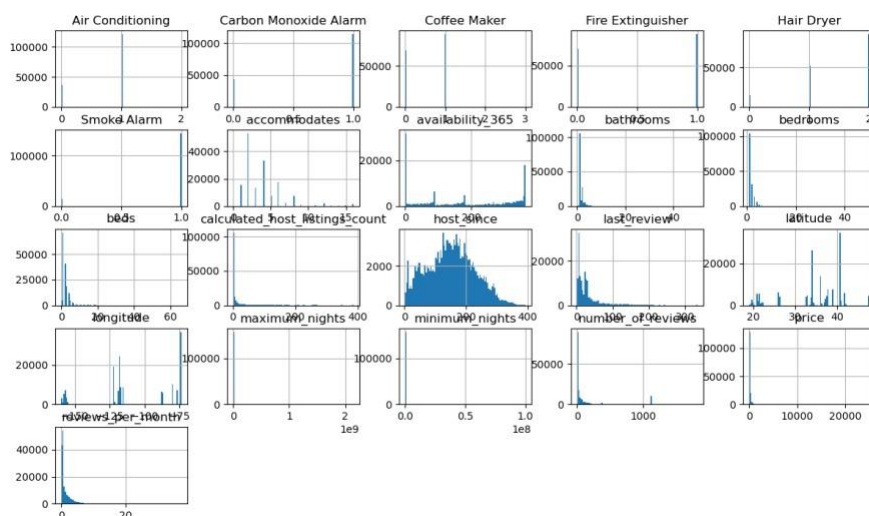 Air Conditioning Carbon Monoxide Alarm Coffee Maker Fire Extinguisher Hair Dryer
100000 100000 50000 50000 50000
50000 50000
0 0 0 0 0
0 1 2 0.0 0.5 1.0 0 1 2 3 0.0 0.5 1.0 0 1 2
Smoke Alarm accommodates availability_365 bathrooms bedrooms
100000 40000 20000 100000 100000
20000 50000 50000
0 0 0 0 0
0.0 0.5 1.0 0 5 10 15 0 200 0 20 40 0 20 40
beds calculated_host_listings_count host_since last_review latitude
50000 100000 2000 20000 20000
25000 50000
0 0 0 0 0
0 20 40 60 0 200 400 0 100 200 300 400 0 100 200 300 20 30 40
longitude maximum_nights minimum_nights number_of_reviews price
20000 100000 100000 50000 100000
50000
0 0 0 0 0
−150 −125 −100 −75 0 1 2 0.0 0.5 1.0 0 1000 0 10000 20000
1e9 1e8
reviews_per_month
40000
20000
0
0 20